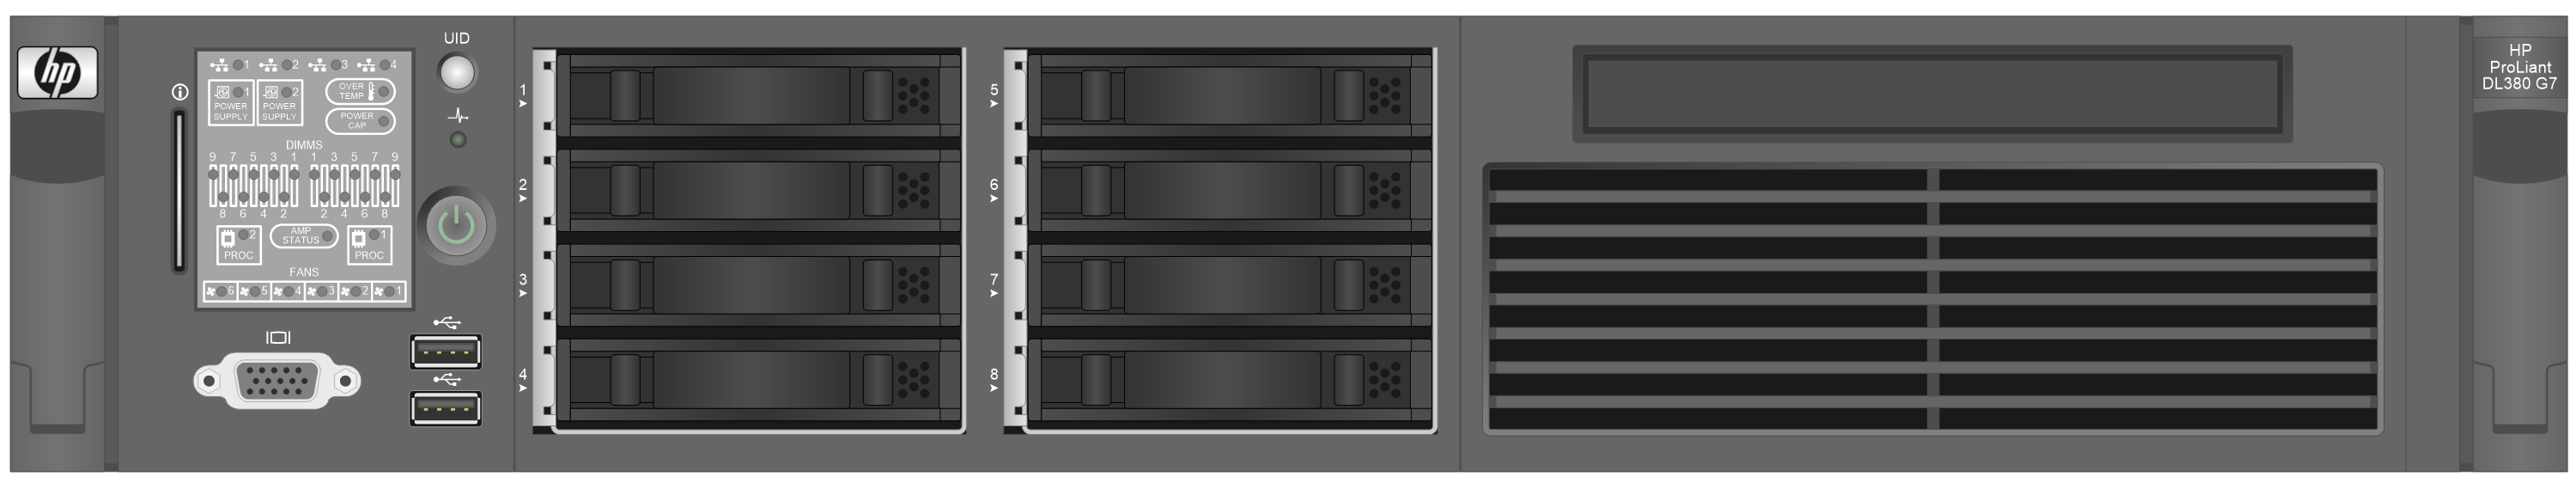 hp
UID
1 2 3 4
1 2
POWER SUPPLY
POWER SUPPLY
OVER TEMP
POWER CAP
DIMMS
9 7 5 3 1 1 3 5 7 9
8 6 4 2 2 4 6 8
2
PROC
AMP STATUS
1
PROC
FANS
6 5 4 3 2 1
1
2
3
4
5
6
7
8
HP
ProLiant
DL380 G7